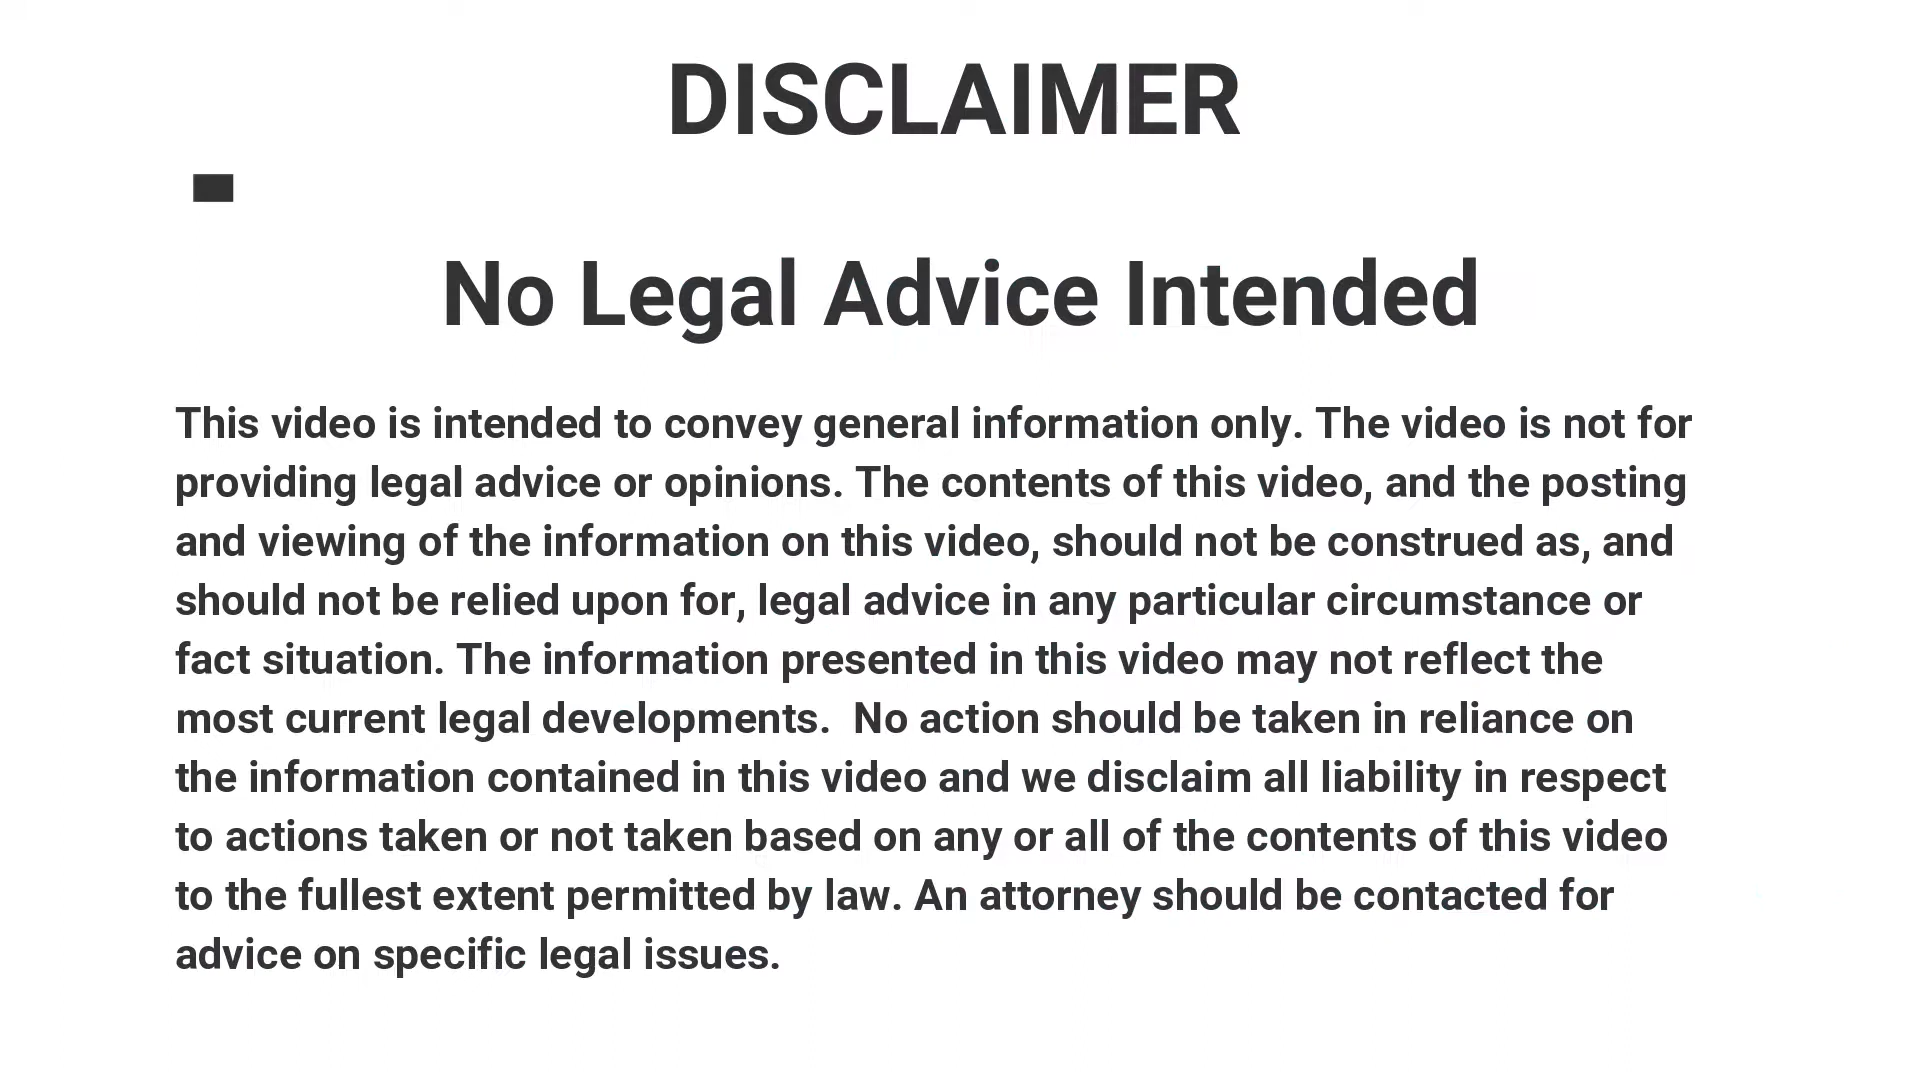 DISCLAIMER
No Legal Advice Intended
This video is intended to convey general information only. The video is not for
providing legal advice or opinions. The contents of this video, and the posting
and viewing of the information on this video, should not be construed as, and
should not be relied upon for, legal advice in any particular circumstance or
fact situation. The information presented in this video may not reflect the
most current legal developments.  No action should be taken in reliance on
the information contained in this video and we disclaim all liability in respect
to actions taken or not taken based on any or all of the contents of this video
to the fullest extent permitted by law. An attorney should be contacted for
advice on specific legal issues.